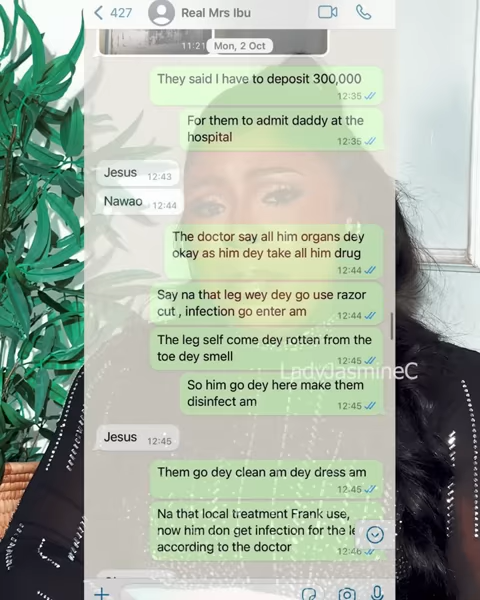 427
Real Mrs Ibu
11:21
Mon, 2 Oct
They said I have to deposit 300,000
12:35
For them to admit daddy at the
hospital
12:35
Jesus 12:43
Nawao 12:44
The doctor say all him organs dey
okay as him dey take all him drug
12:44
Say na that leg wey dey go use razor
cut , infection go enter am
12:44
The leg self come dey rotten from the
toe dey smell
12:45
LadyJasmineC
So him go dey here make them
disinfect am
12:45
Jesus 12:45
Them go dey clean am dey dress am
12:45
Na that local treatment Frank use,
now him don get infection for the
according to the doctor
12:46